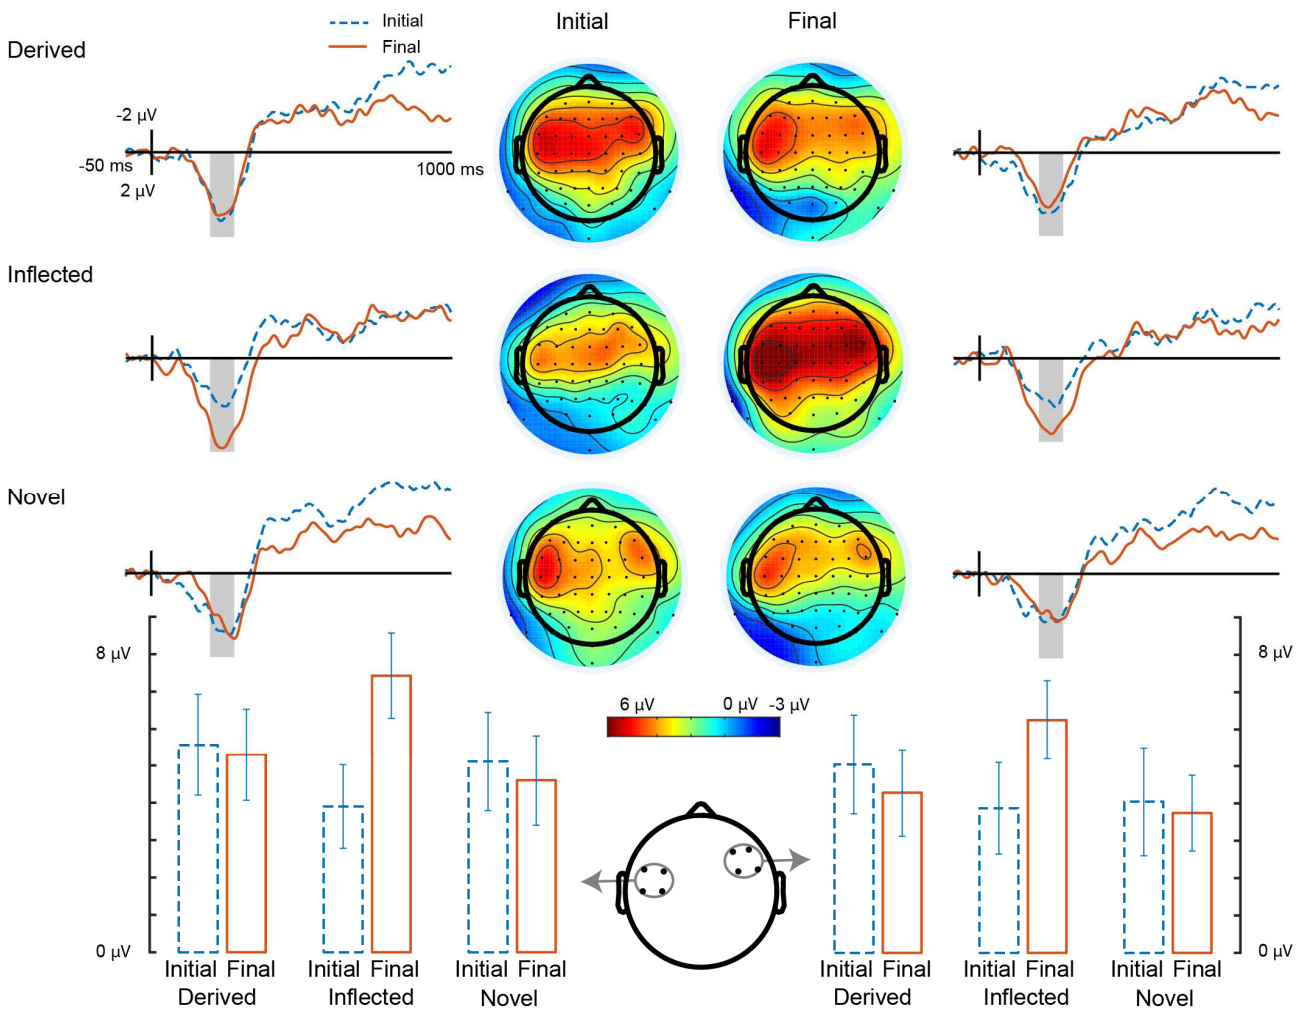 Initial
Final
Initial
Final
Derived
-2 µV
-50 ms
1000 ms
2 µV
Inflected
Novel
8 µV
0 µV
6 µV 0 µV -3 µV
8 µV
0 µV
Initial Final Initial Final Initial Final
Derived Inflected Novel
Initial Final Initial Final Initial Final
Derived Inflected Novel